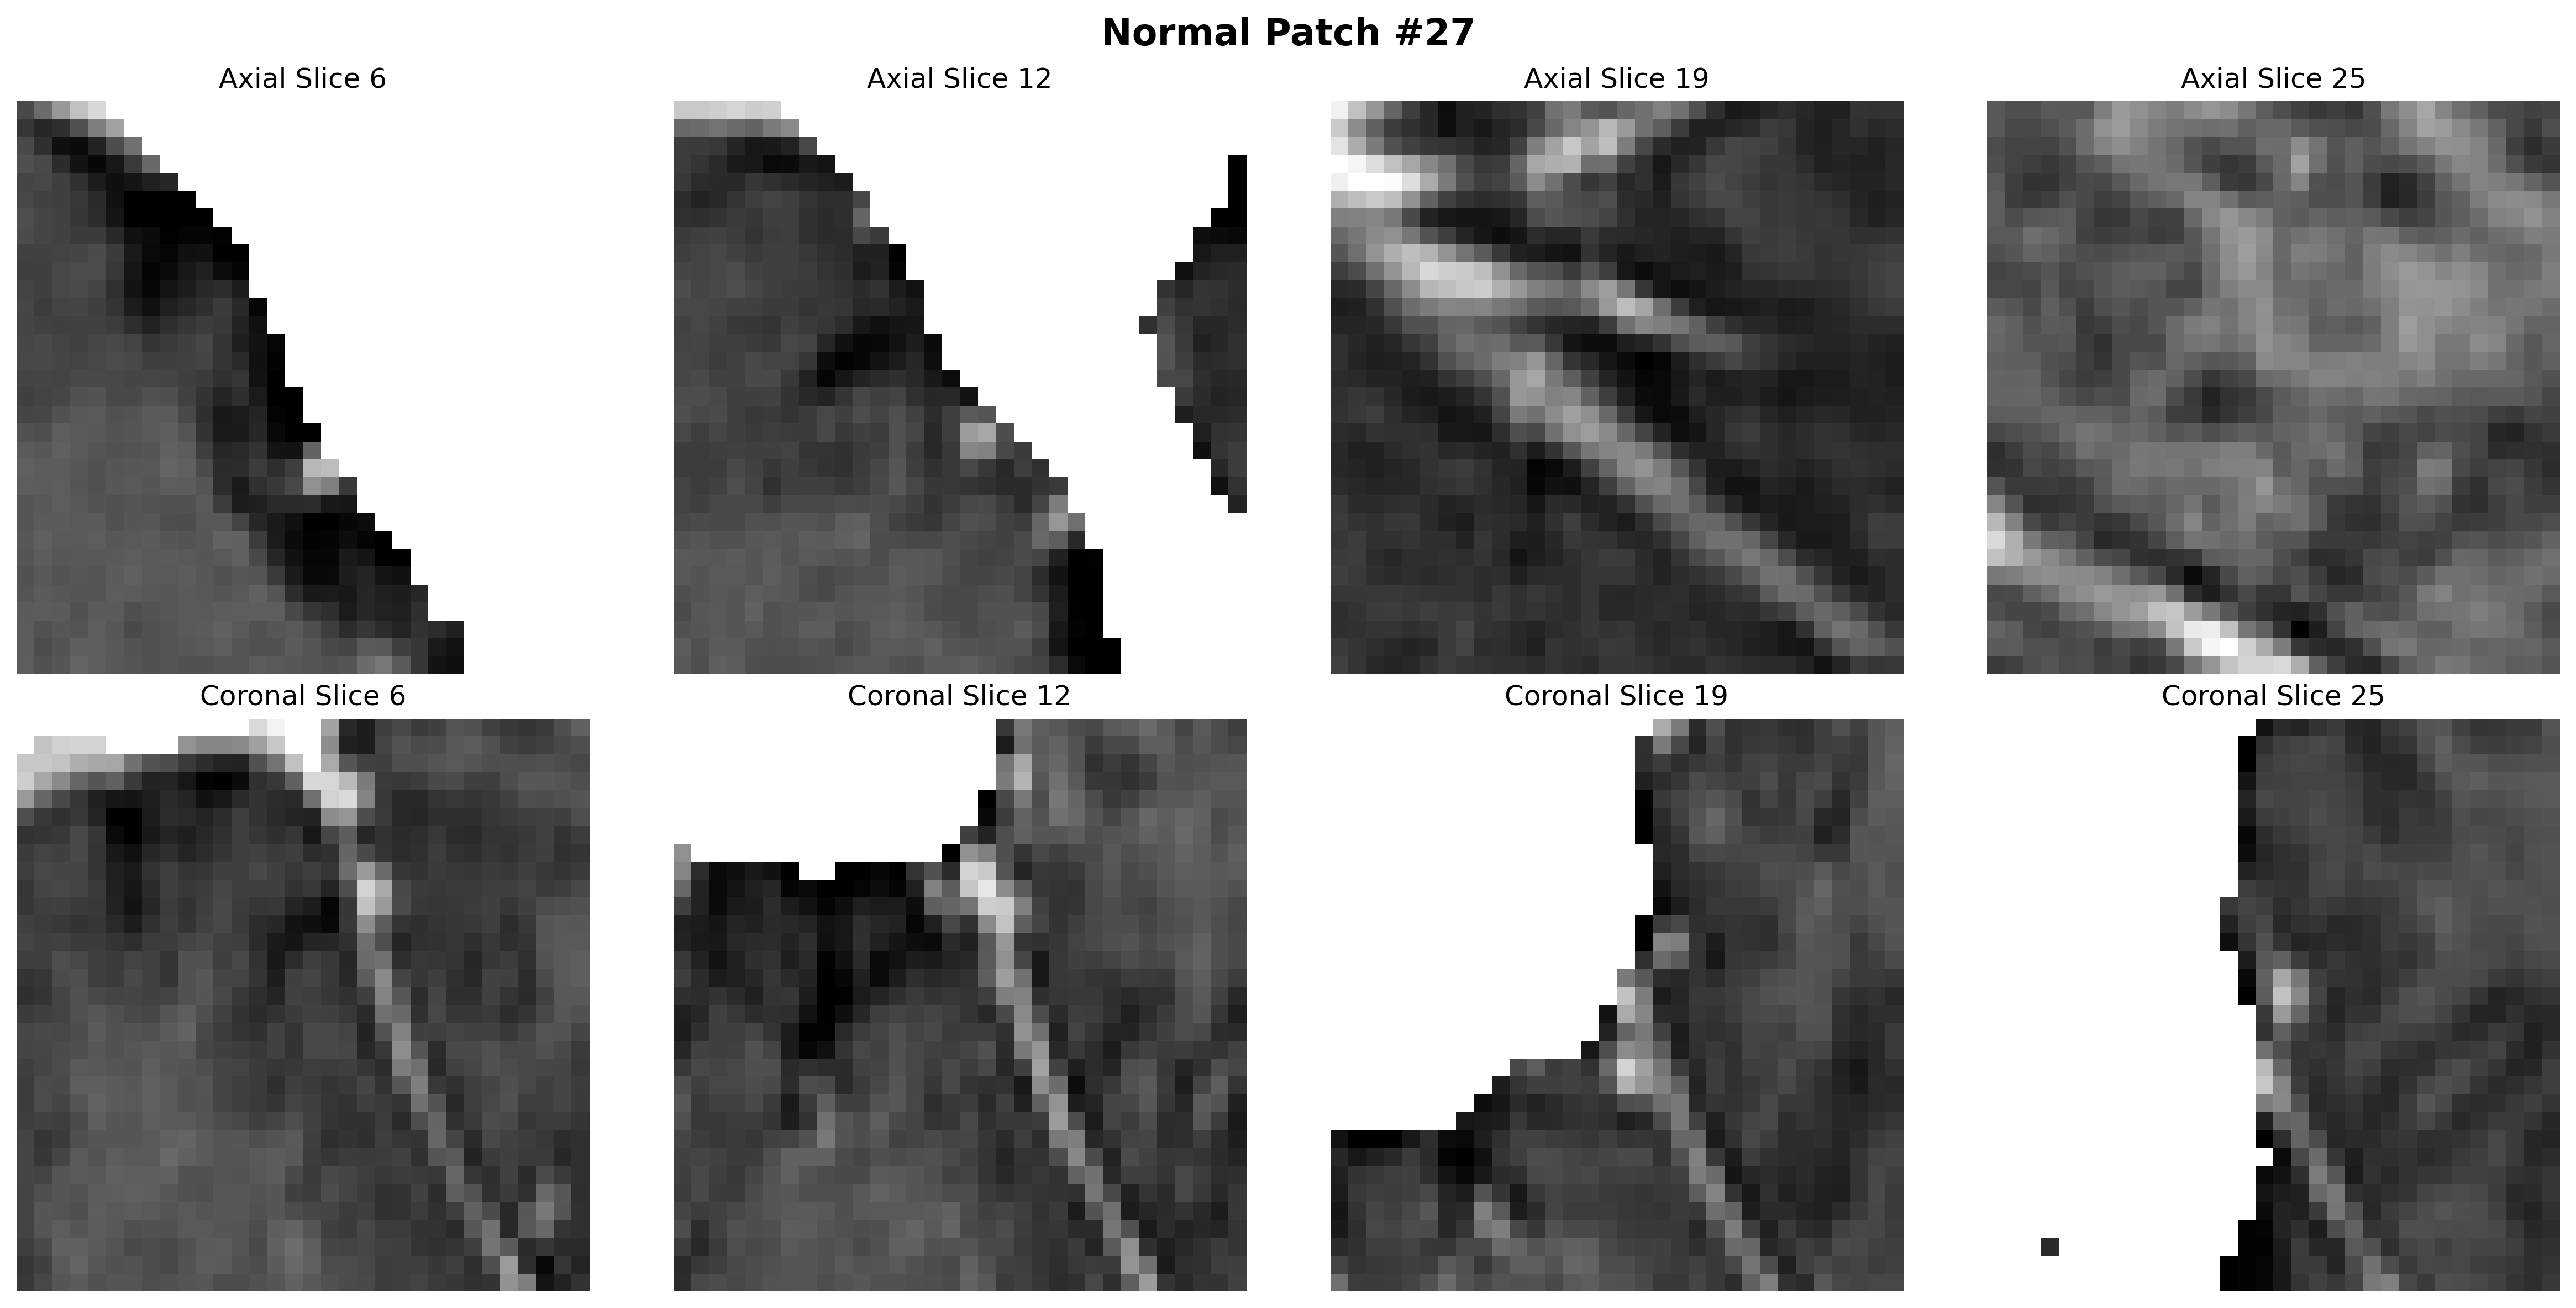 Normal Patch #27
Axial Slice 6
Axial Slice 12
Axial Slice 19
Axial Slice 25
Coronal Slice 6
Coronal Slice 12
Coronal Slice 19
Coronal Slice 25